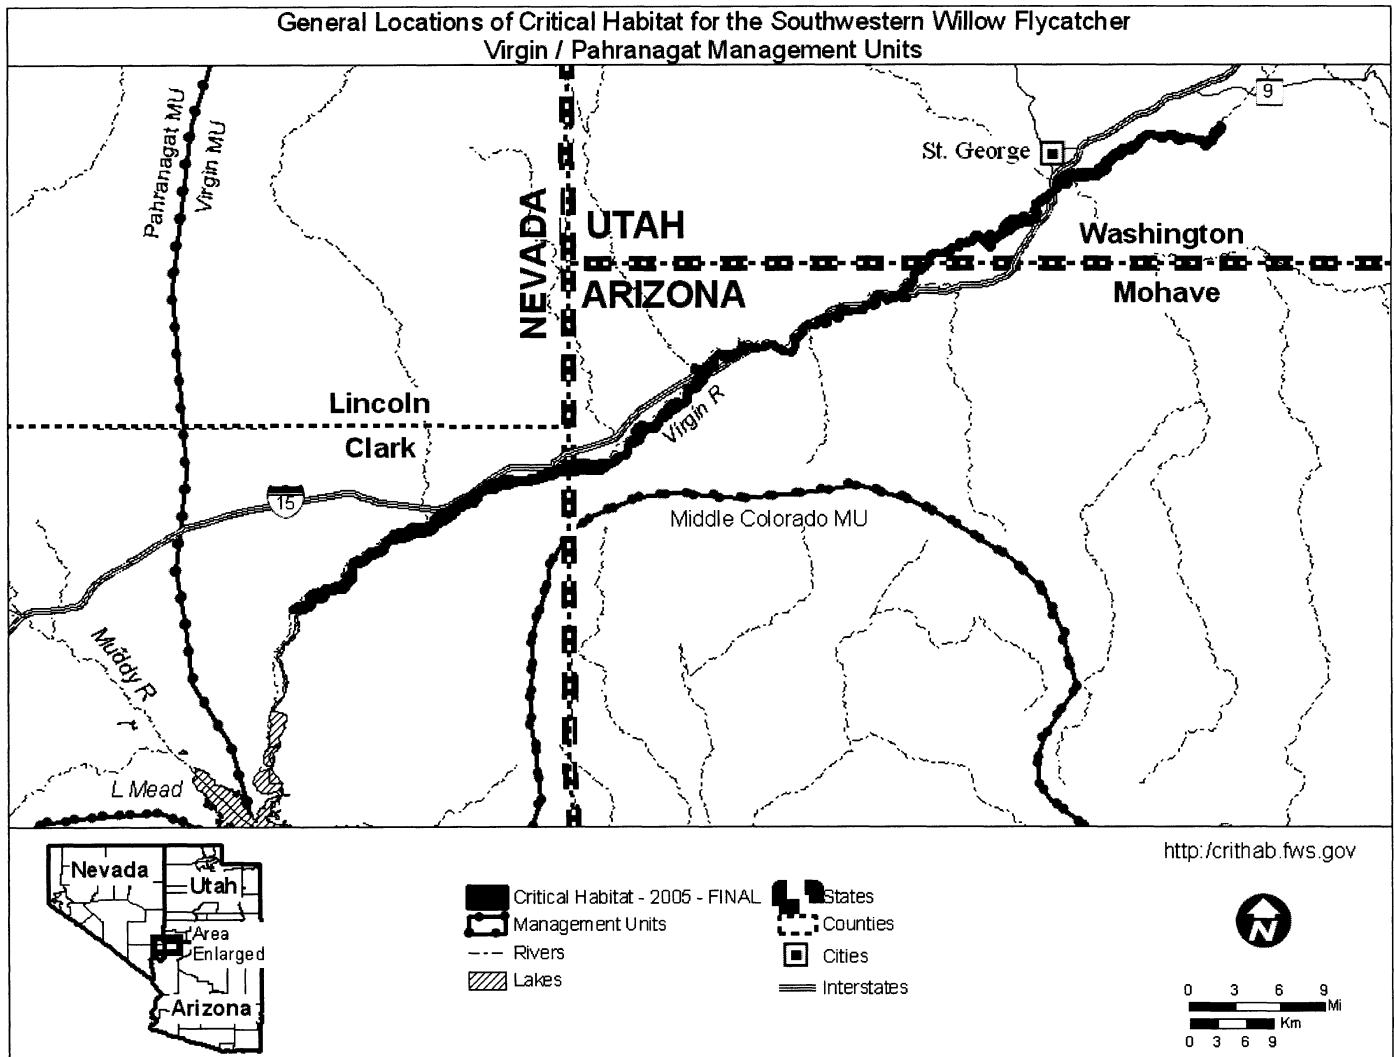 General Locations of Critical Habitat for the Southwestern Willow Flycatcher
Virgin / Pahranagat Management Units
Pahranagat MU
Virgin MU
NEVADA
UTAH
ARIZONA
St. George
9
Washington
Mohave
Lincoln
Clark
Virgin R
15
Middle Colorado MU
Muddy R
L Mead
Nevada
Utah
Area
Enlarged
Arizona
Critical Habitat - 2005 - FINAL
Management Units
Rivers
Lakes
States
Counties
Cities
Interstates
http:/crithab.fws.gov
N
0 3 6 9
Mi
Km
0 3 6 9